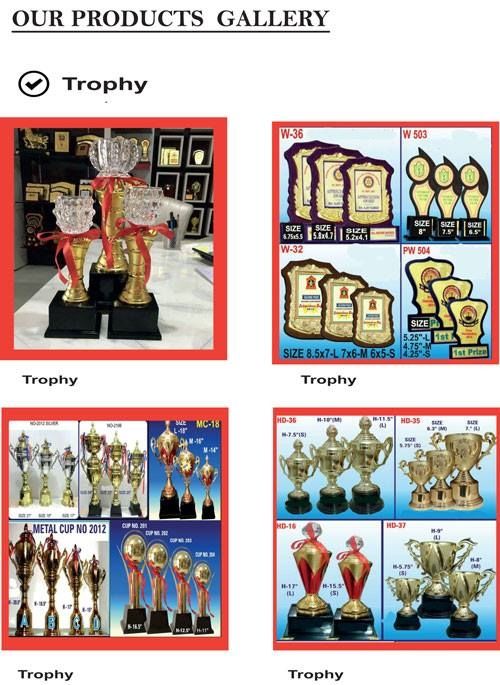 OUR PRODUCTS GALLERY
Trophy
W-36
SIZE 6.75x5.5
SIZE 5.8x4.7
SIZE 5.2x4.1
W 503
SIZE 8"
SIZE 7.5"
SIZE 6.5"
W-32
SIZE 8.5x7-L 7x6-M 6x5-S
PW 504
SIZE
5.25"-L
4.75"-M
4.25"-S
1st
1st Prize
Trophy
Trophy
NO-2012 SILVER
MC-18
SIZE
L -18"
M -16"
M -14"
METAL CUP NO 2012
A B C D
CUP NO. 201
CUP NO. 202
CUP NO. 203
CUP NO. 204
H-16.5"
H-12.5"
H-11"
HD-36
H-7.5"(S)
H-10"(M)
H-11.5" (L)
HD-35
SIZE 5.75" (S)
SIZE 6.3" (M)
SIZE 7." (L)
HD-16
H-17" (L)
H-15.5" (S)
HD-37
H-5.75" (S)
H-9" (L)
H-8" (M)
Trophy
Trophy